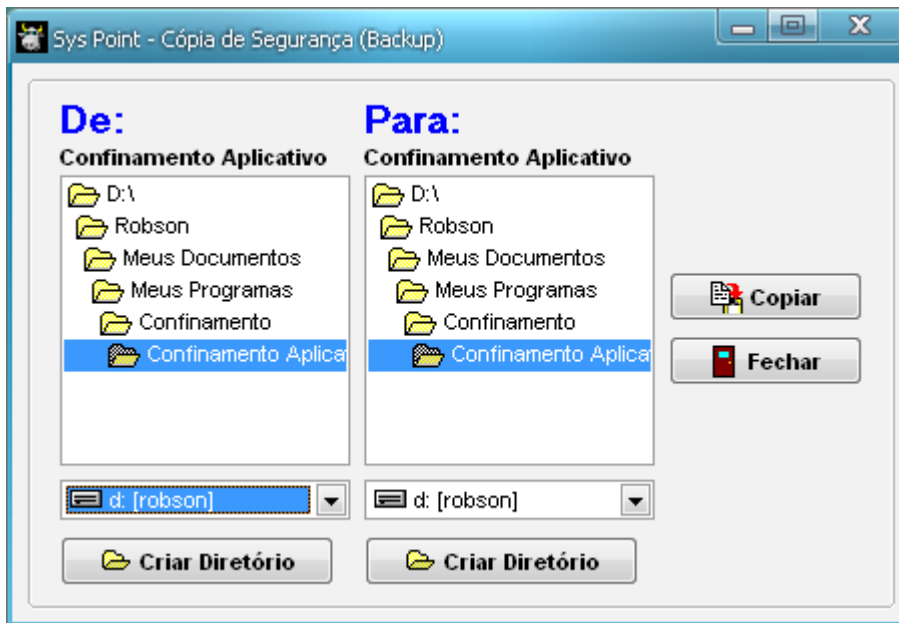 Sys Point - Cópia de Segurança (Backup)
De:
Confinamento Aplicativo
D:\
Robson
Meus Documentos
Meus Programas
Confinamento
Confinamento Aplicat
d: [robson]
Criar Diretório
Para:
Confinamento Aplicativo
D:\
Robson
Meus Documentos
Meus Programas
Confinamento
Confinamento Aplica
d: [robson]
Criar Diretório
Copiar
Fechar